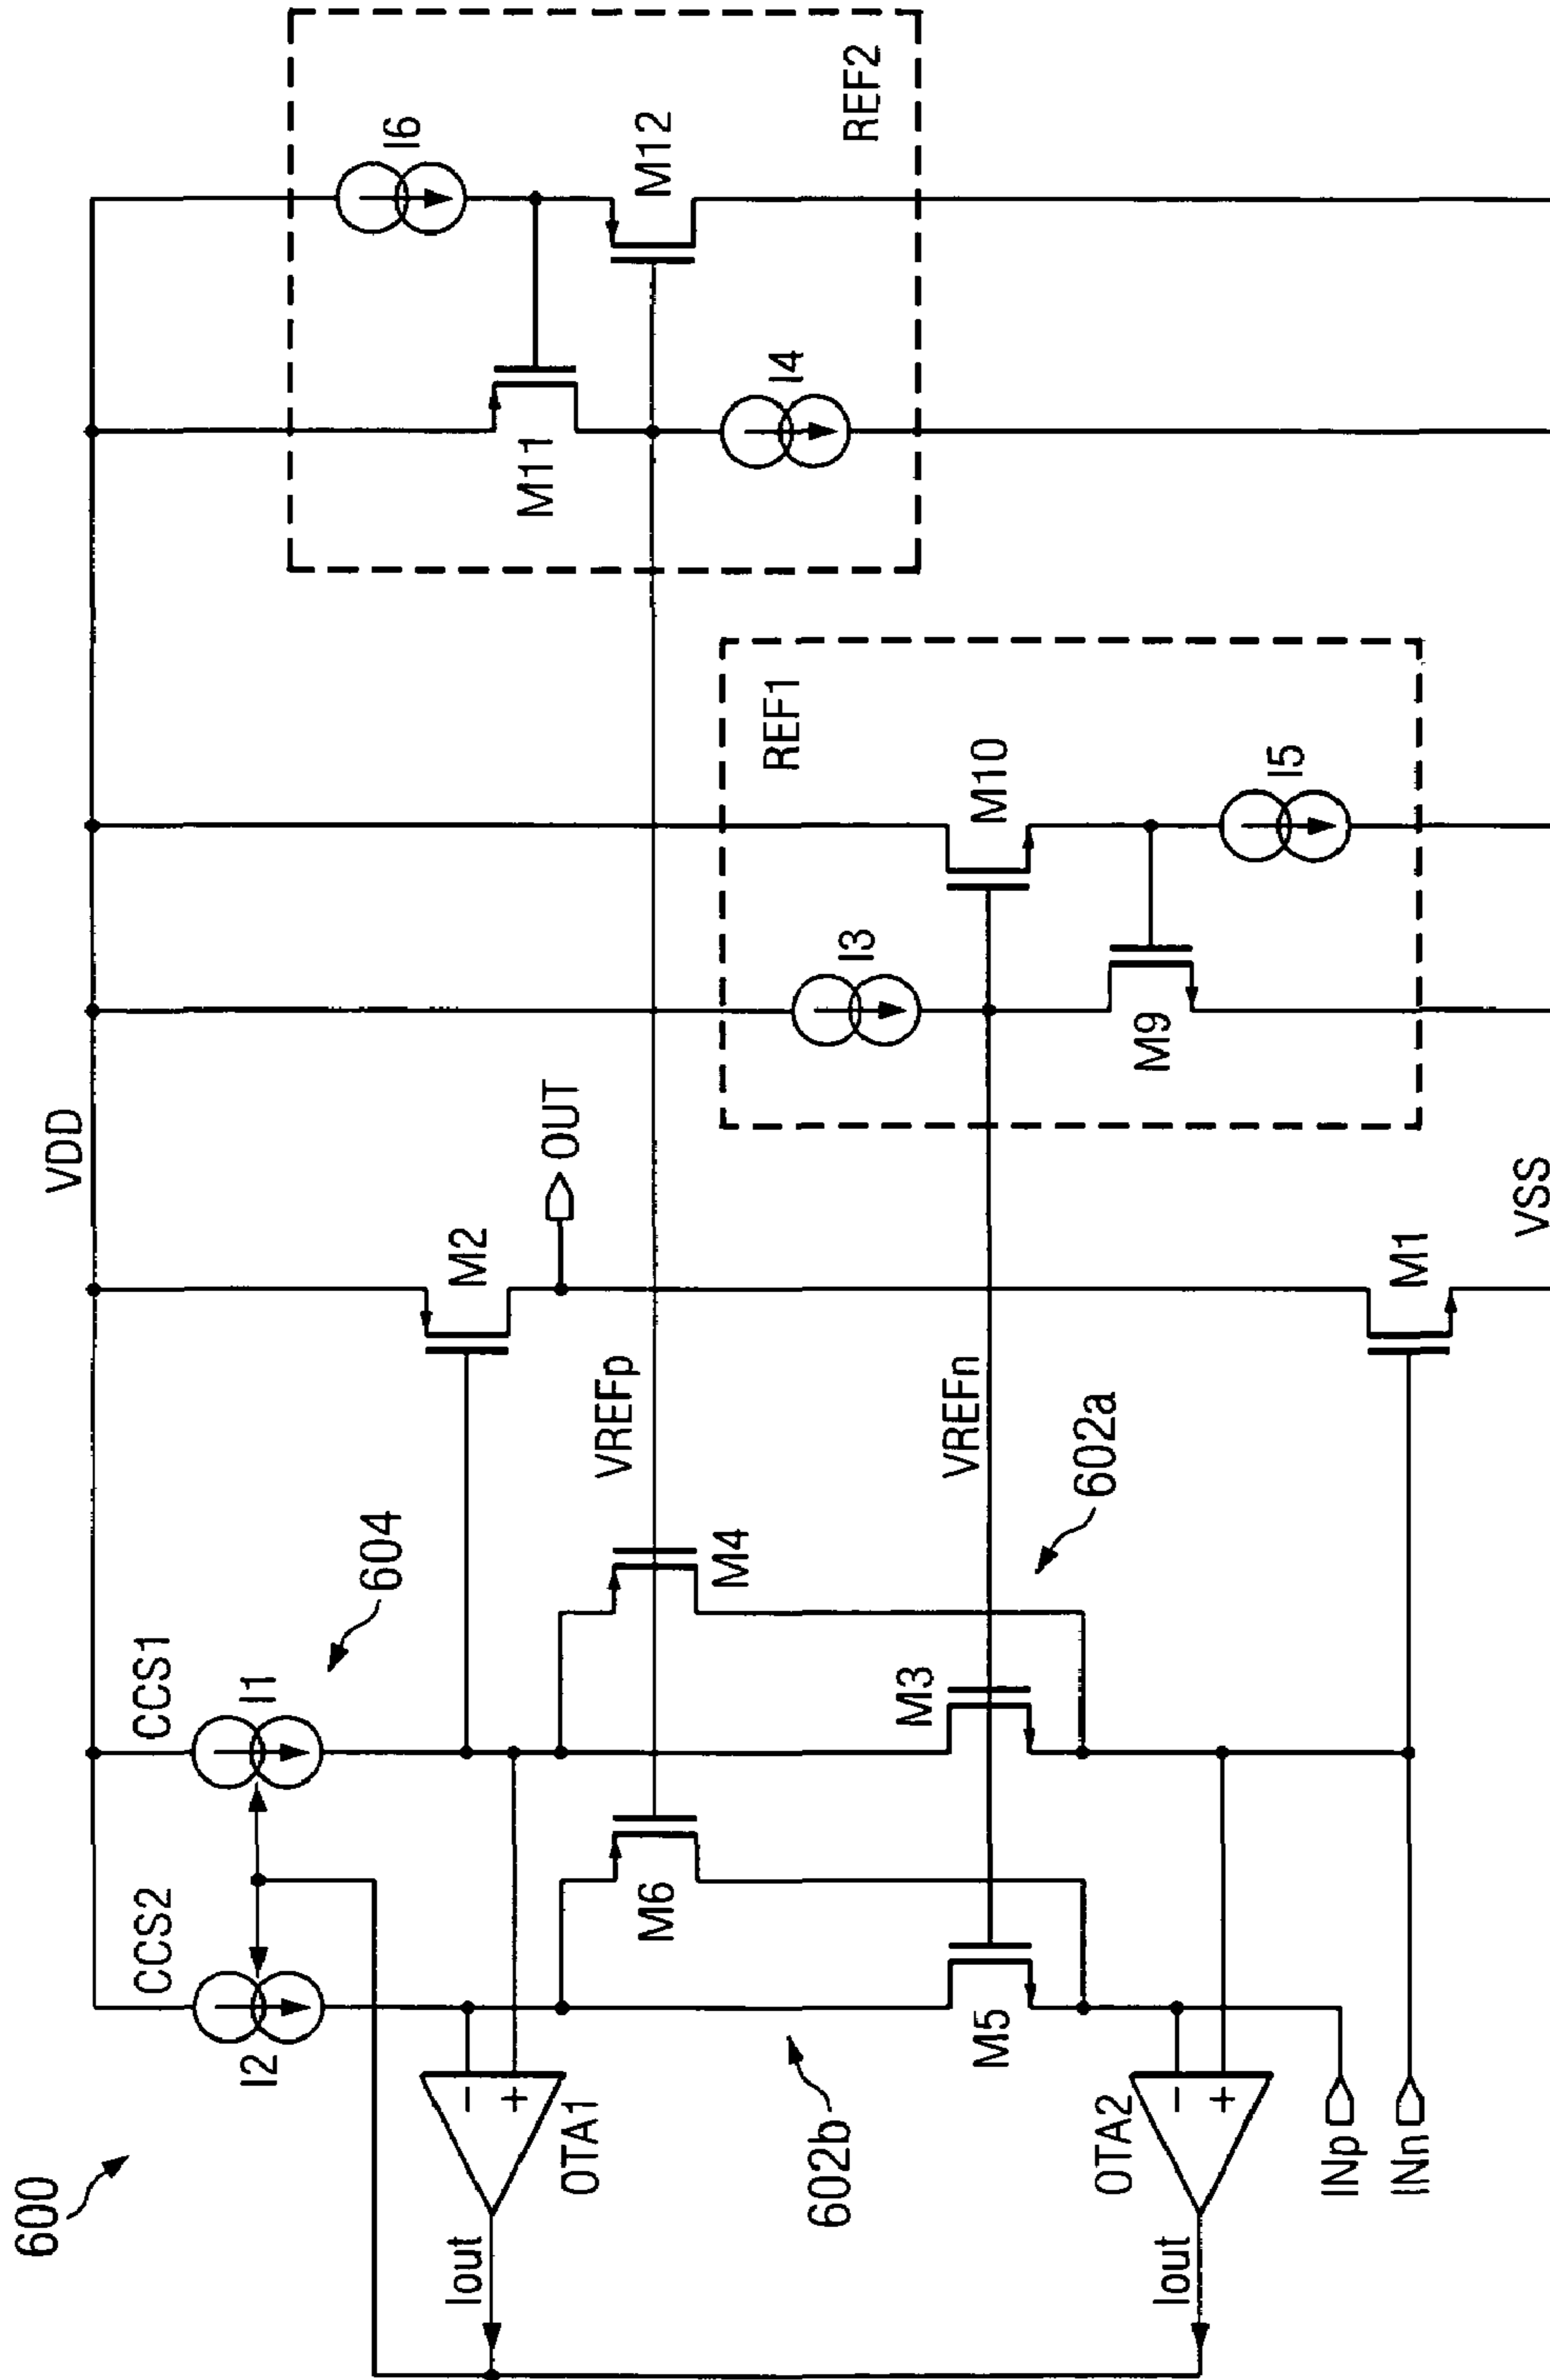 600
VDD
CCS2
CCS1
I2
I1
604
M2
OUT
I6
M11
M12
I4
REF2
OTA1
−
+
Iout
M6
M4
VREFp
REF1
I3
M10
M9
I5
602b
M5
M3
VREFn
602a
OTA2
−
+
Iout
INp
INn
M1
VSS